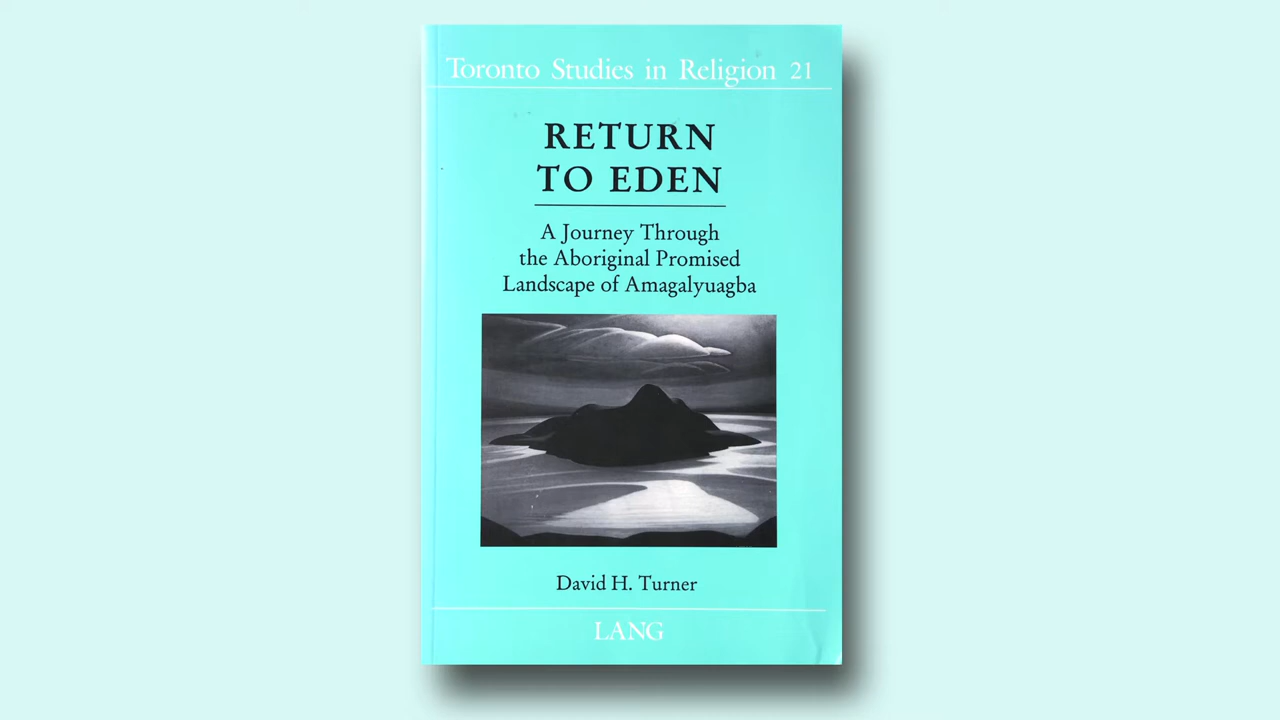 Toronto Studies in Religion 21
RETURN
TO EDEN
A Journey Through
the Aboriginal Promised
Landscape of Amagalyuagba
David H. Turner
LANG